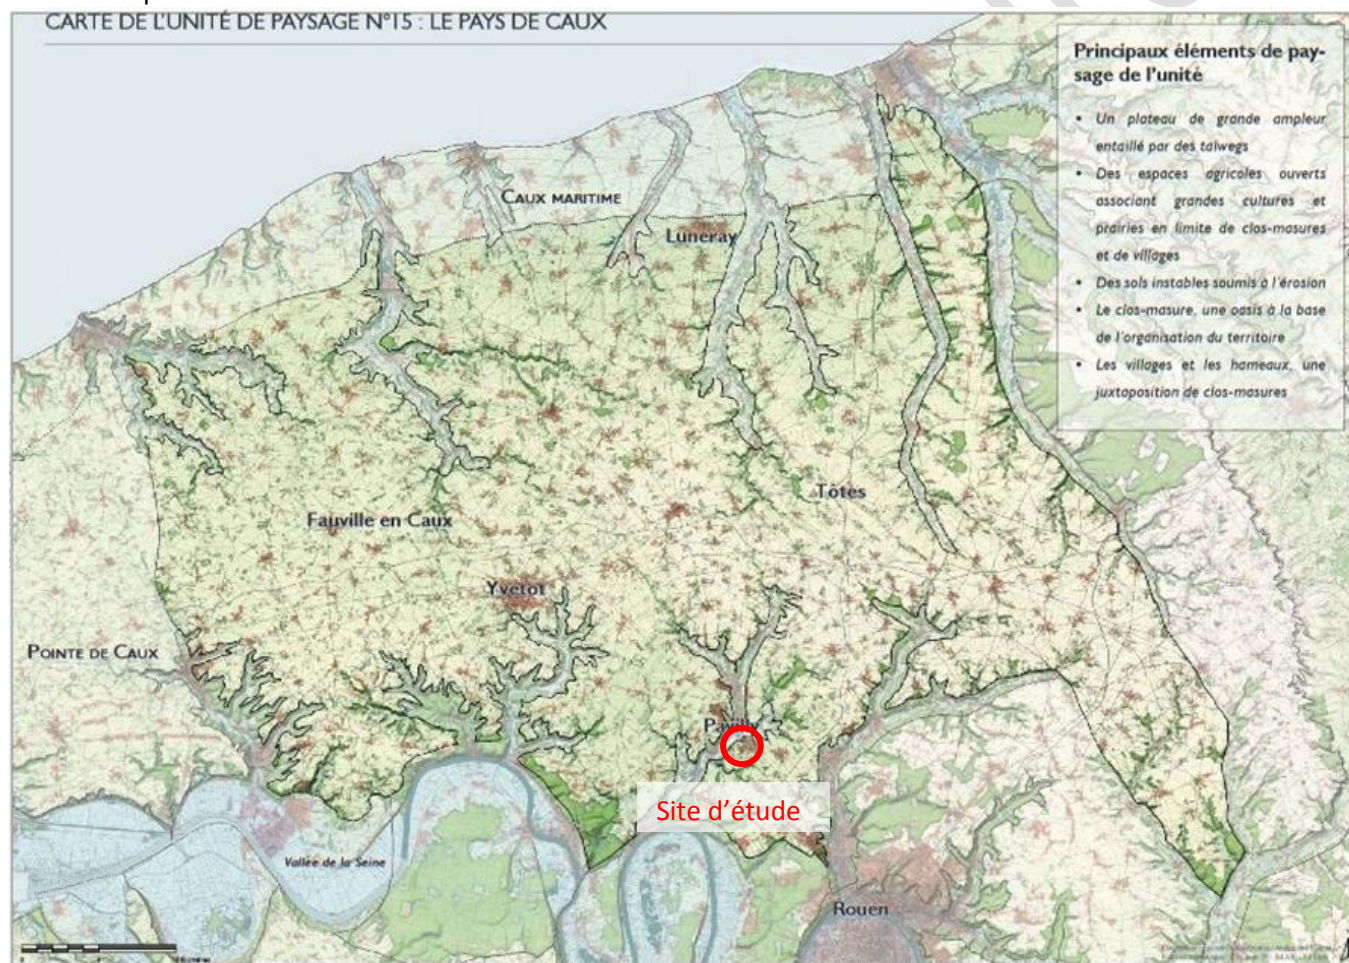 CARTE DE L'UNITÉ DE PAYSAGE N°15 : LE PAYS DE CAUX
Principaux éléments de pay-
sage de l'unité
• Un plateau de grande ampleur
entaillé par des talwegs
• Des espaces agricoles ouverts
associant grandes cultures et
prairies en limite de clos-masures
et de villages
• Des sols instables soumis à l'érosion
• Le clos-masure, une oasis à la base
de l'organisation du territoire
• Les villages et les hameaux, une
juxtaposition de clos-masures
CAUX MARITIME
Luneray
Tôtes
Fauville en Caux
Yvetot
POINTE DE CAUX
Pavilly
Site d'étude
Vallée de la Seine
Rouen